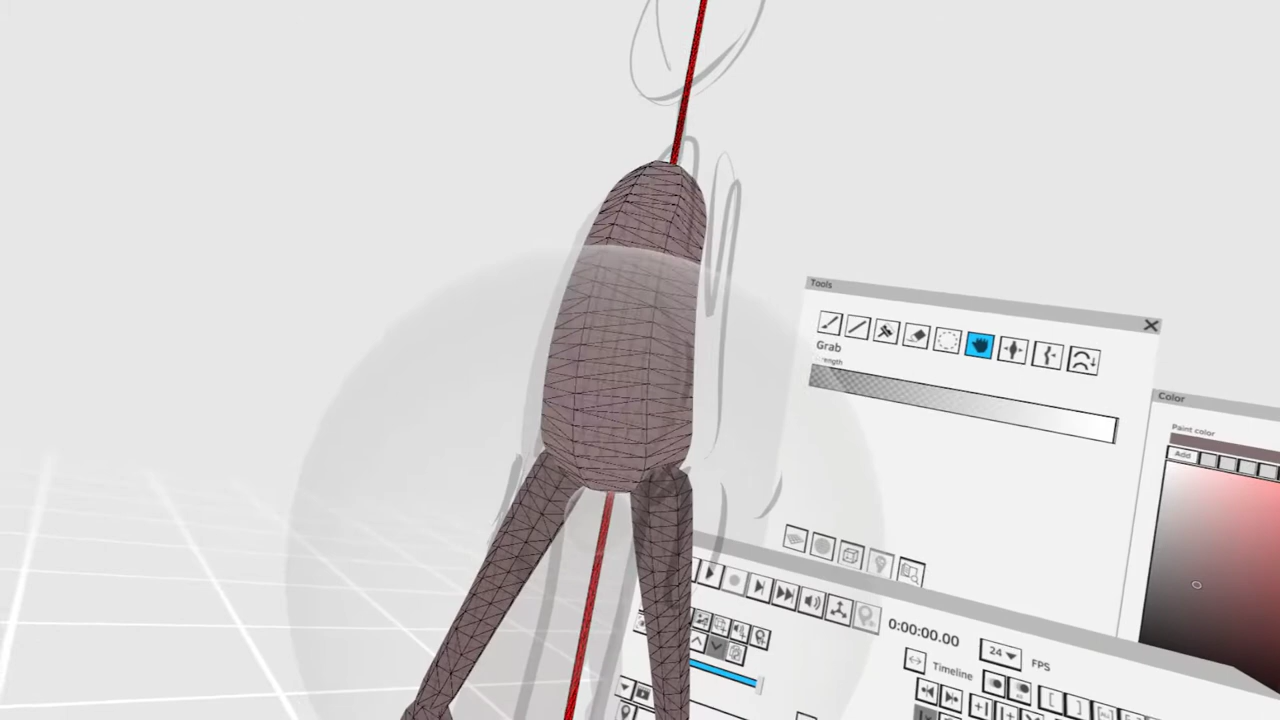 Tools
Grab
Color
Paint color
Add
0:00:00.00
24
FPS
Timeline